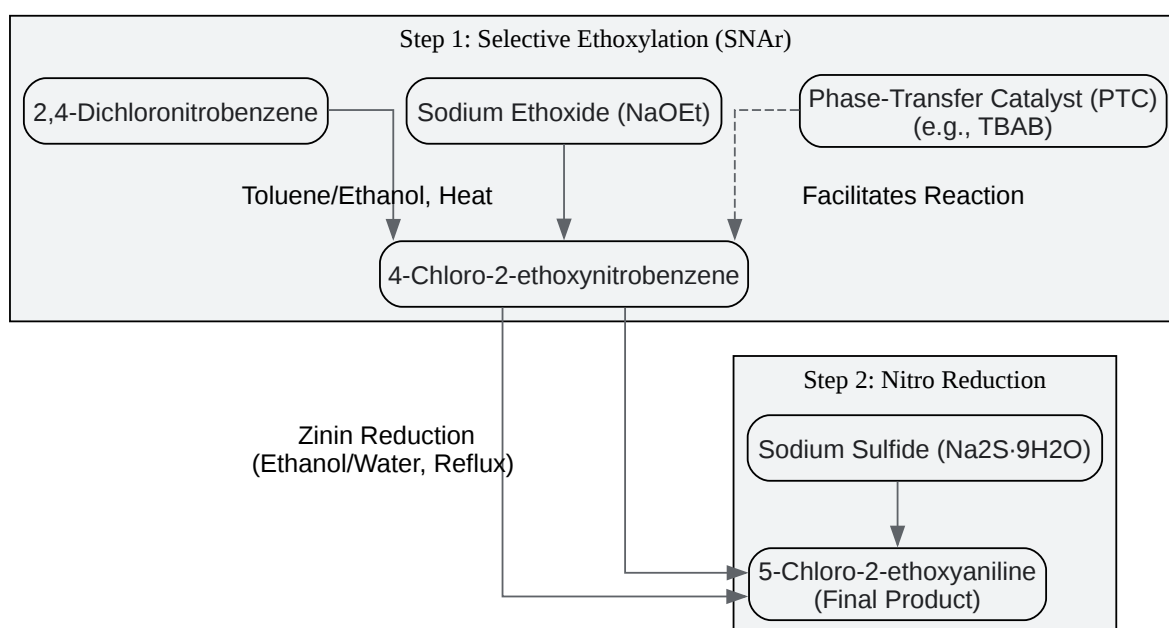 Step 1: Selective Ethoxylation (SNAr)
2,4-Dichloronitrobenzene
Sodium Ethoxide (NaOEt)
Phase-Transfer Catalyst (PTC)
(e.g., TBAB)
Toluene/Ethanol, Heat
Facilitates Reaction
4-Chloro-2-ethoxynitrobenzene
Step 2: Nitro Reduction
Zinin Reduction
(Ethanol/Water, Reflux)
Sodium Sulfide (Na2S·9H2O)
5-Chloro-2-ethoxyaniline
(Final Product)